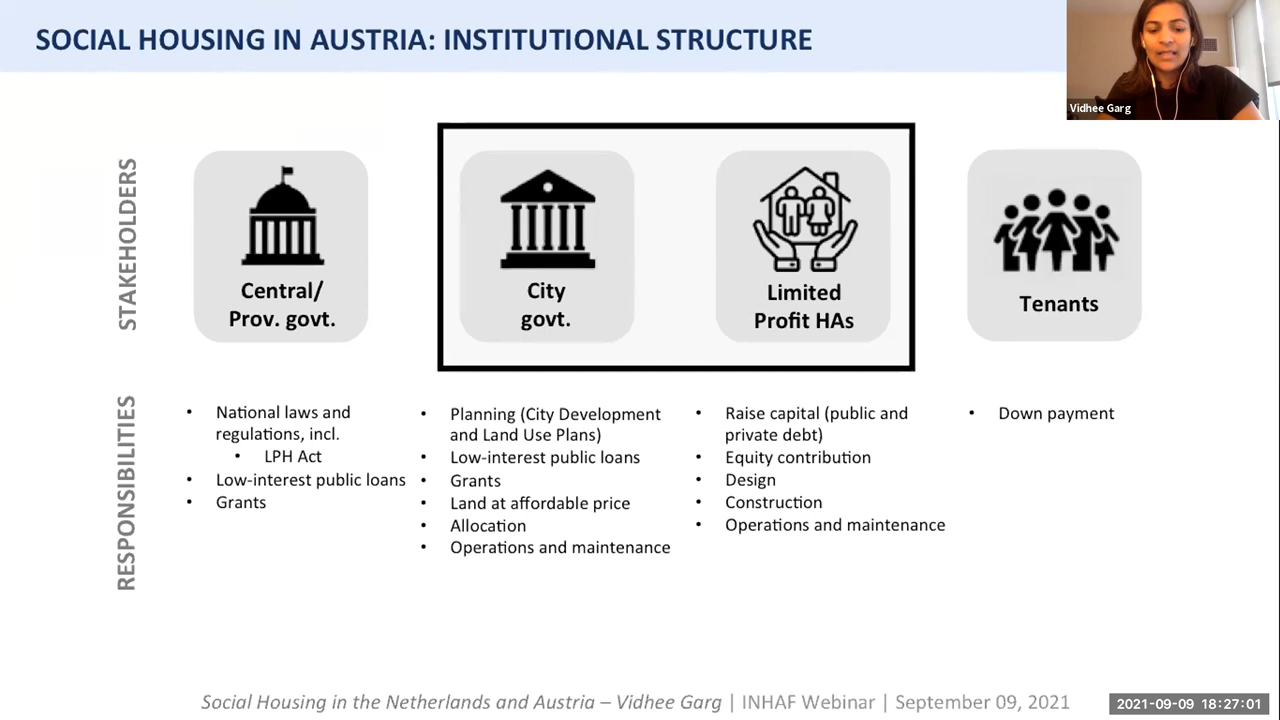 SOCIAL HOUSING IN AUSTRIA: INSTITUTIONAL STRUCTURE
Vidhee Garg
STAKEHOLDERS
Central/
Prov. govt.
City
govt.
Limited
Profit HAs
Tenants
RESPONSIBILITIES
• National laws and
regulations, incl.
• LPH Act
• Low-interest public loans
• Grants
• Planning (City Development
and Land Use Plans)
• Low-interest public loans
• Grants
• Land at affordable price
• Allocation
• Operations and maintenance
• Raise capital (public and
private debt)
• Equity contribution
• Design
• Construction
• Operations and maintenance
• Down payment
Social Housing in the Netherlands and Austria – Vidhee Garg | INHAF Webinar | September 09, 2021
2021-09-09 18:27:01